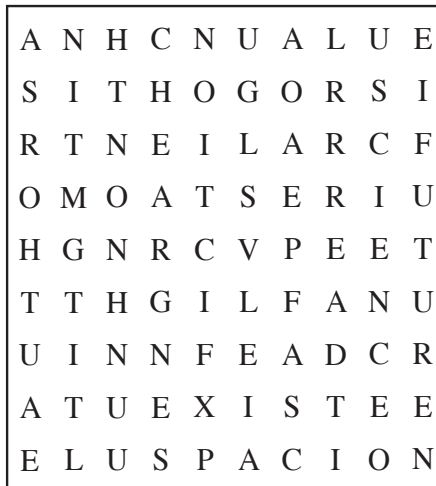 A N H C N U A L U E
S I T H O G O R S I
R T N E I L A R C F
O M O A T S E R I U
H G N R C V P E E T
T T H G I L F A N U
U I N N F E A D C R
A T U E X I S T E E
E L U S P A C I O N